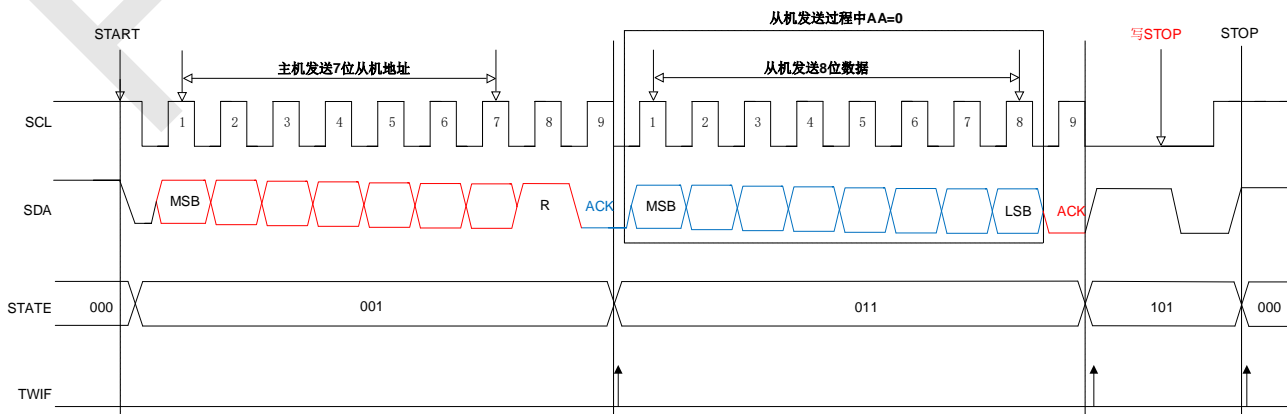 从机发送过程中AA=0
START
写STOP
STOP
主机发送7位从机地址
从机发送8位数据
SCL 1 2 3 4 5 6 7 8 9 1 2 3 4 5 6 7 8 9
SDA MSB R ACK MSB LSB ACK
STATE 000 001 011 101 000
TWIF